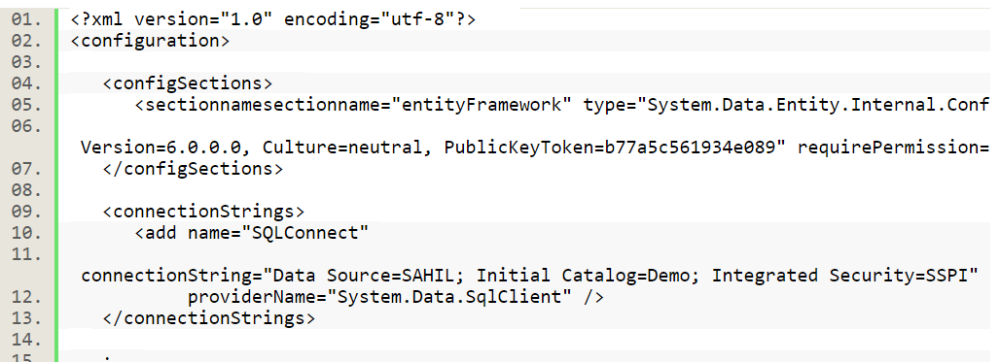 01. <?xml version="1.0" encoding="utf-8"?>
02. <configuration>
03.
04. <configSections>
05. <sectionnamesectionname="entityFramework" type="System.Data.Entity.Internal.Conf
06.
Version=6.0.0.0, Culture=neutral, PublicKeyToken=b77a5c561934e089" requirePermission=
07. </configSections>
08.
09. <connectionStrings>
10. <add name="SQLConnect"
11.
connectionString="Data Source=SAHIL; Initial Catalog=Demo; Integrated Security=SSPI"
12. providerName="System.Data.SqlClient" />
13. </connectionStrings>
14.
15